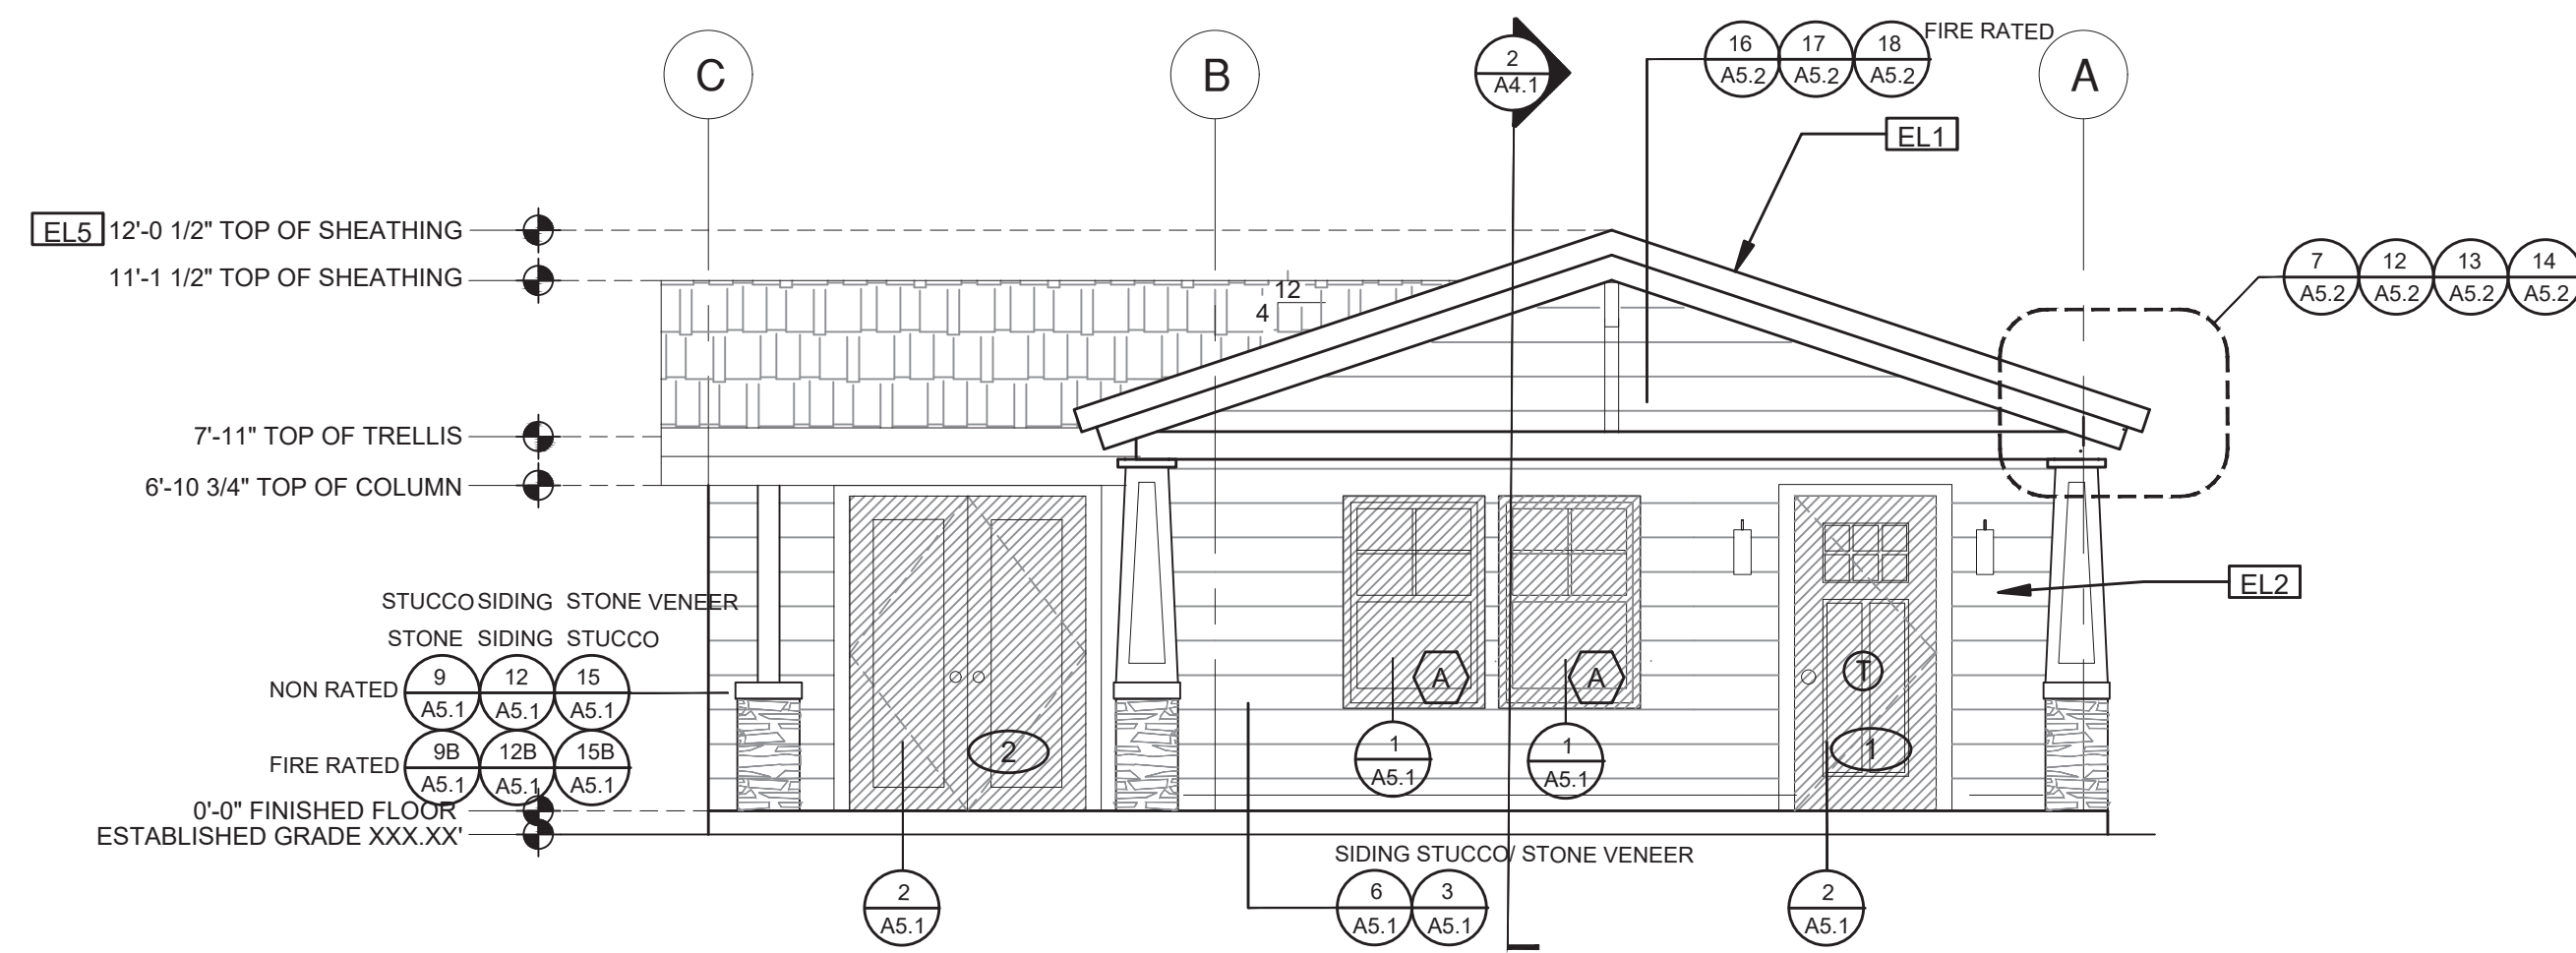 C
B
2
A4.1
16 17 18 FIRE RATED
A5.2 A5.2 A5.2
A
EL1
EL5 12'-0 1/2" TOP OF SHEATHING
11'-1 1/2" TOP OF SHEATHING
12
4
7 12 13 14
A5.2 A5.2 A5.2 A5.2
7'-11" TOP OF TRELLIS
6'-10 3/4" TOP OF COLUMN
EL2
STUCCO SIDING STONE VENEER
STONE SIDING STUCCO
NON RATED 9 12 15
A5.1 A5.1 A5.1
A A T
FIRE RATED 9B 12B 15B
A5.1 A5.1 A5.1
2
1
A5.1
1
A5.1
1
0'-0" FINISHED FLOOR
ESTABLISHED GRADE XXX.XX'
SIDING STUCCO/ STONE VENEER
2
A5.1
6 3
A5.1 A5.1
2
A5.1